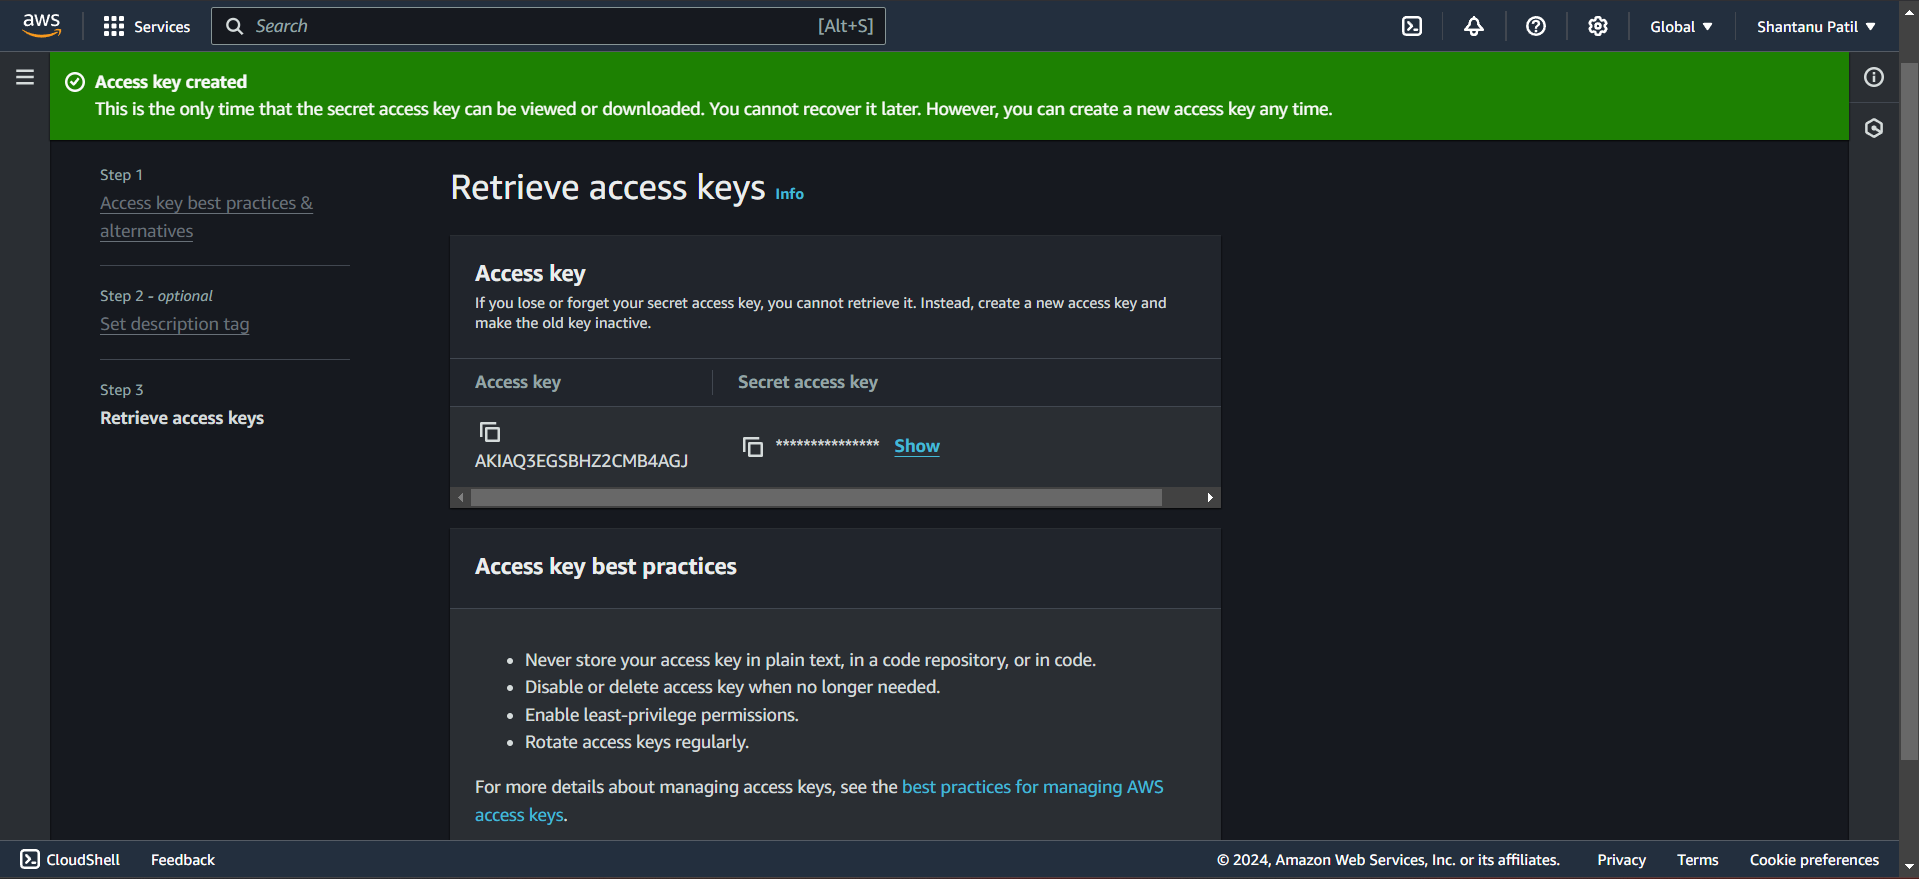 aws
Services
Search
[Alt+S]
Global
Shantanu Patil
Access key created
This is the only time that the secret access key can be viewed or downloaded. You cannot recover it later. However, you can create a new access key any time.
Step 1
Access key best practices &
alternatives
Step 2 - optional
Set description tag
Step 3
Retrieve access keys
Retrieve access keys Info
Access key
If you lose or forget your secret access key, you cannot retrieve it. Instead, create a new access key and
make the old key inactive.
Access key
Secret access key
AKIAQ3EGSBHZ2CMB4AGJ
*************** Show
Access key best practices
• Never store your access key in plain text, in a code repository, or in code.
• Disable or delete access key when no longer needed.
• Enable least-privilege permissions.
• Rotate access keys regularly.
For more details about managing access keys, see the best practices for managing AWS
access keys.
CloudShell
Feedback
© 2024, Amazon Web Services, Inc. or its affiliates.
Privacy
Terms
Cookie preferences